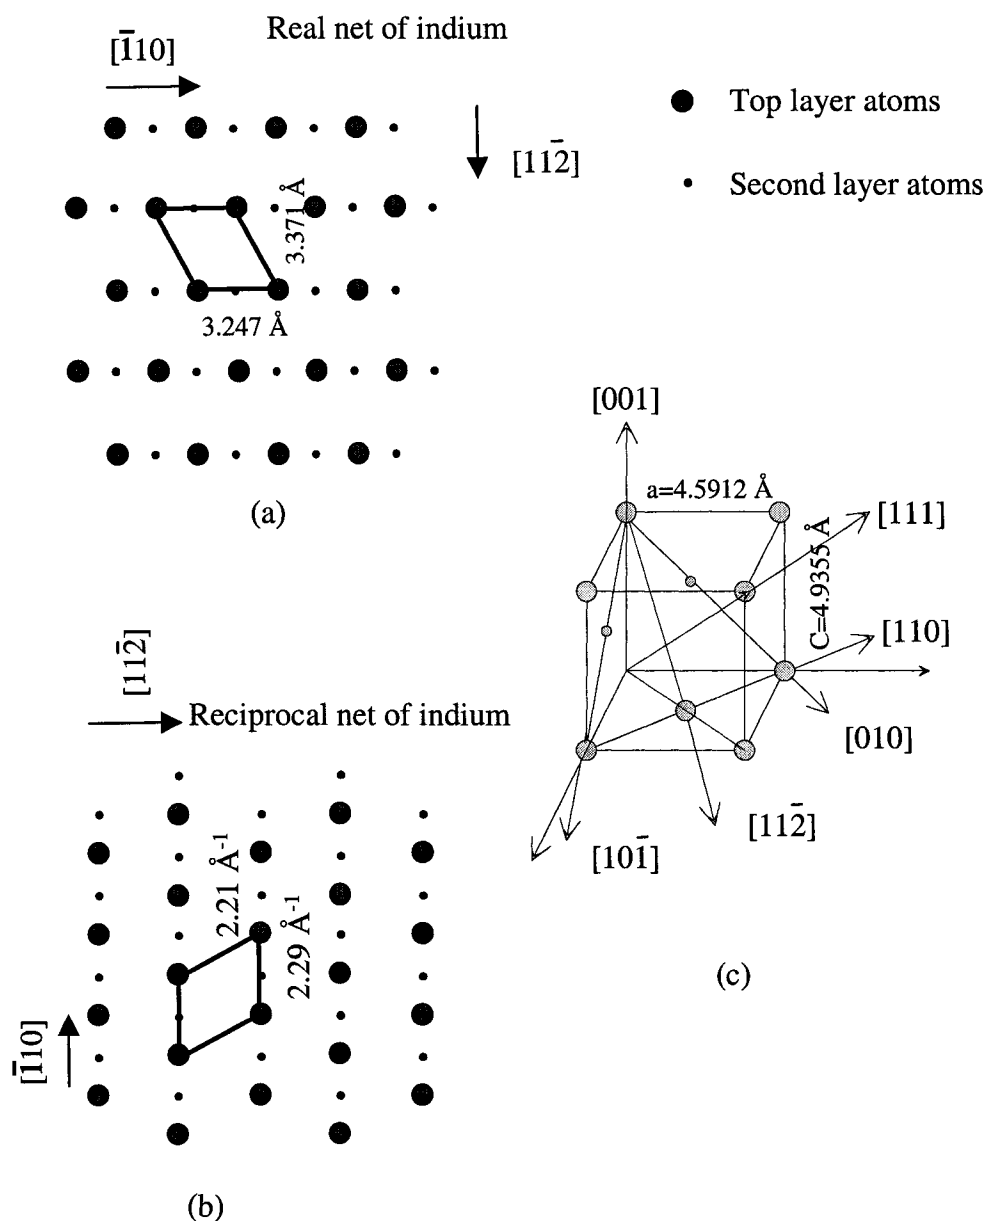 Real net of indium
[1̄10]
Top layer atoms
[112̄]
Second layer atoms
3.371 Å
3.247 Å
(a)
[001]
a=4.5912 Å
[111]
C=4.9355 Å
[110]
[010]
[112̄]
[101̄]
(c)
[112̄]
Reciprocal net of indium
2.21 Å⁻¹
2.29 Å⁻¹
[1̄10]
(b)